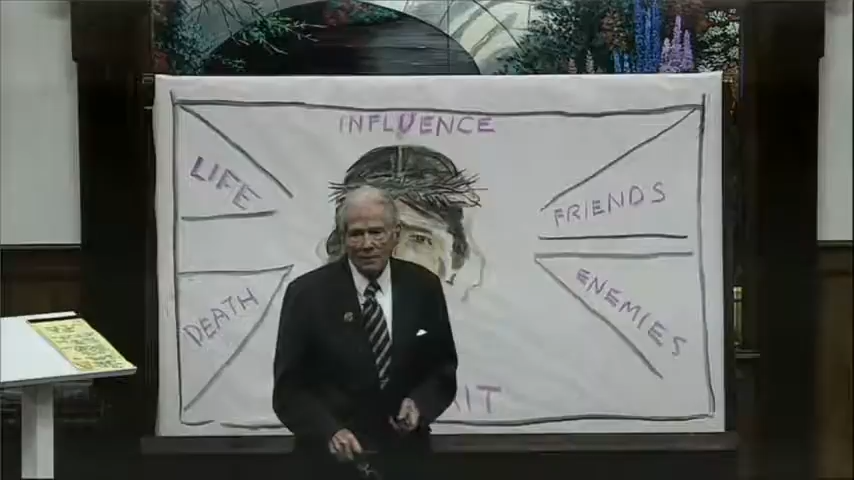 INFLUENCE
LIFE
FRIENDS
DEATH
ENEMIES